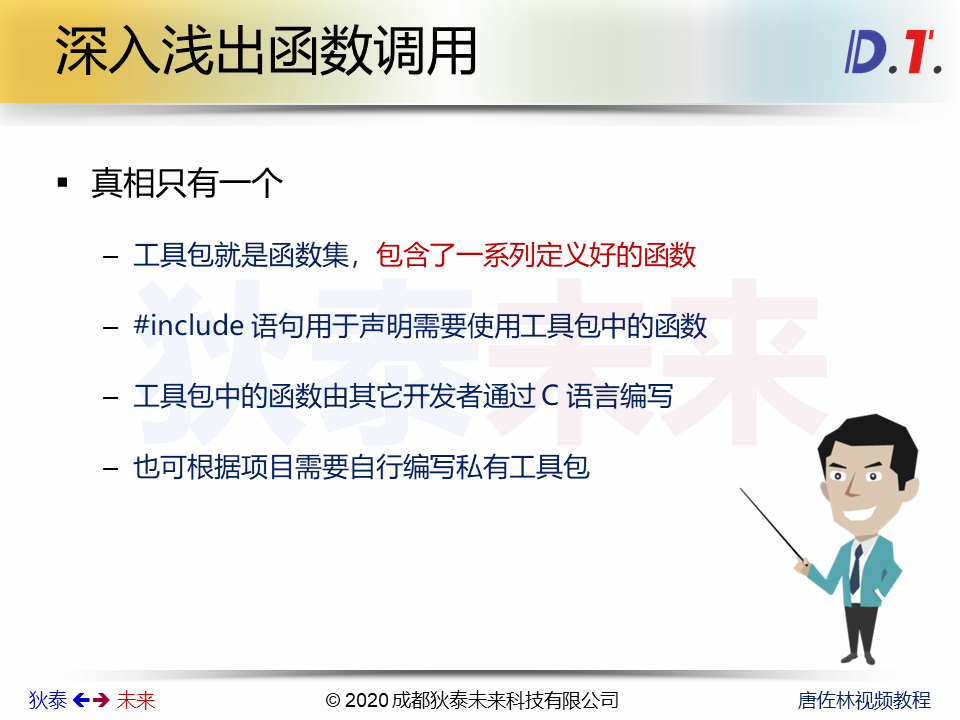 深入浅出函数调用
D.T.
▪ 真相只有一个
– 工具包就是函数集，包含了一系列定义好的函数
– #include 语句用于声明需要使用工具包中的函数
– 工具包中的函数由其它开发者通过 C 语言编写
– 也可根据项目需要自行编写私有工具包
狄泰未来
狄泰 🡸🡺 未来
© 2020 成都狄泰未来科技有限公司
唐佐林视频教程